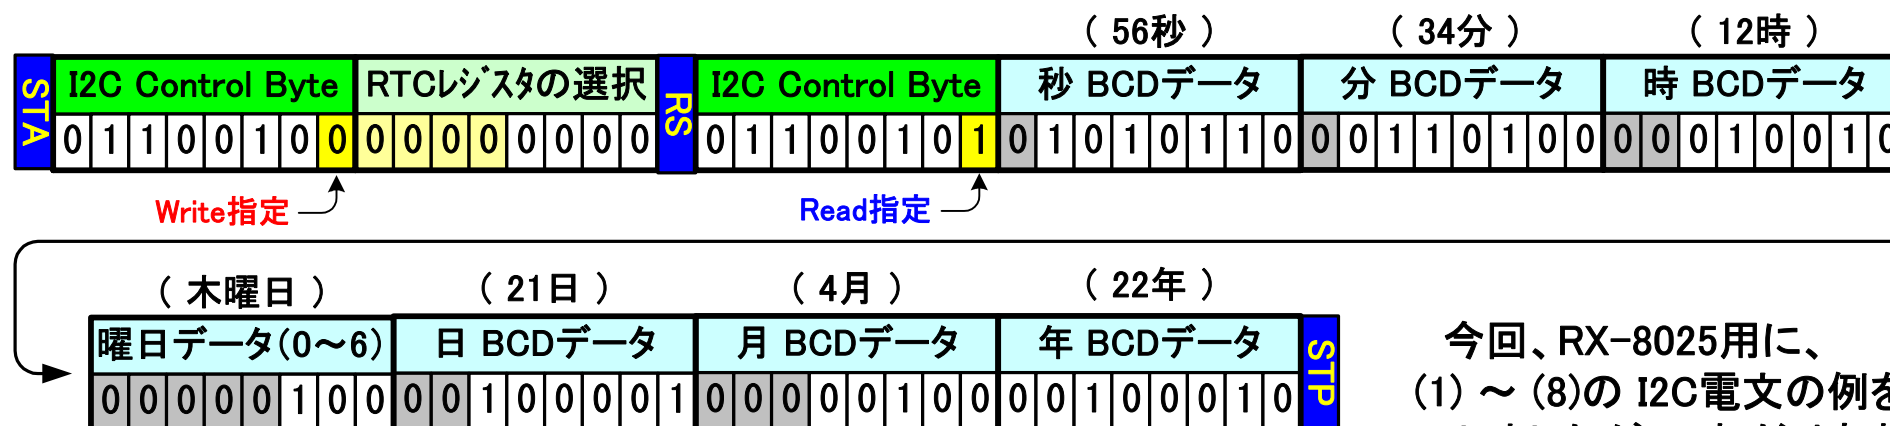 ( 56秒 ) ( 34分 ) ( 12時 )
STA I2C Control Byte RTCレジスタの選択 RS I2C Control Byte 秒 BCDデータ 分 BCDデータ 時 BCDデータ
0 1 1 0 0 1 0 0 0 0 0 0 0 0 0 0 0 1 1 0 0 1 0 1 0 1 0 1 0 1 1 0 0 0 1 1 0 1 0 0 0 0 0 1 0 0 1 0
Write指定 Read指定
( 木曜日 ) ( 21日 ) ( 4月 ) ( 22年 )
曜日データ(0～6) 日 BCDデータ 月 BCDデータ 年 BCDデータ STP
0 0 0 0 0 1 0 0 0 0 1 0 0 0 0 1 0 0 0 0 0 1 0 0 0 0 1 0 0 0 1 0
今回、RX-8025用に、
(1) ～ (8)の I2C電文の例を